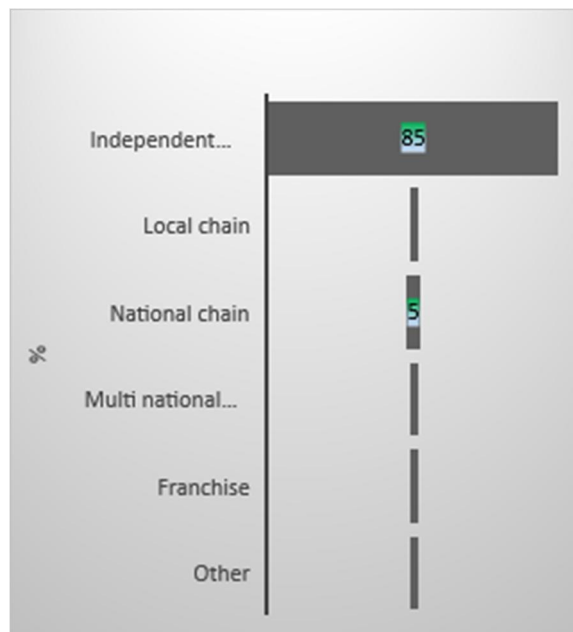 Independent...
85
Local chain
National chain
5
%
Multi national...
Franchise
Other